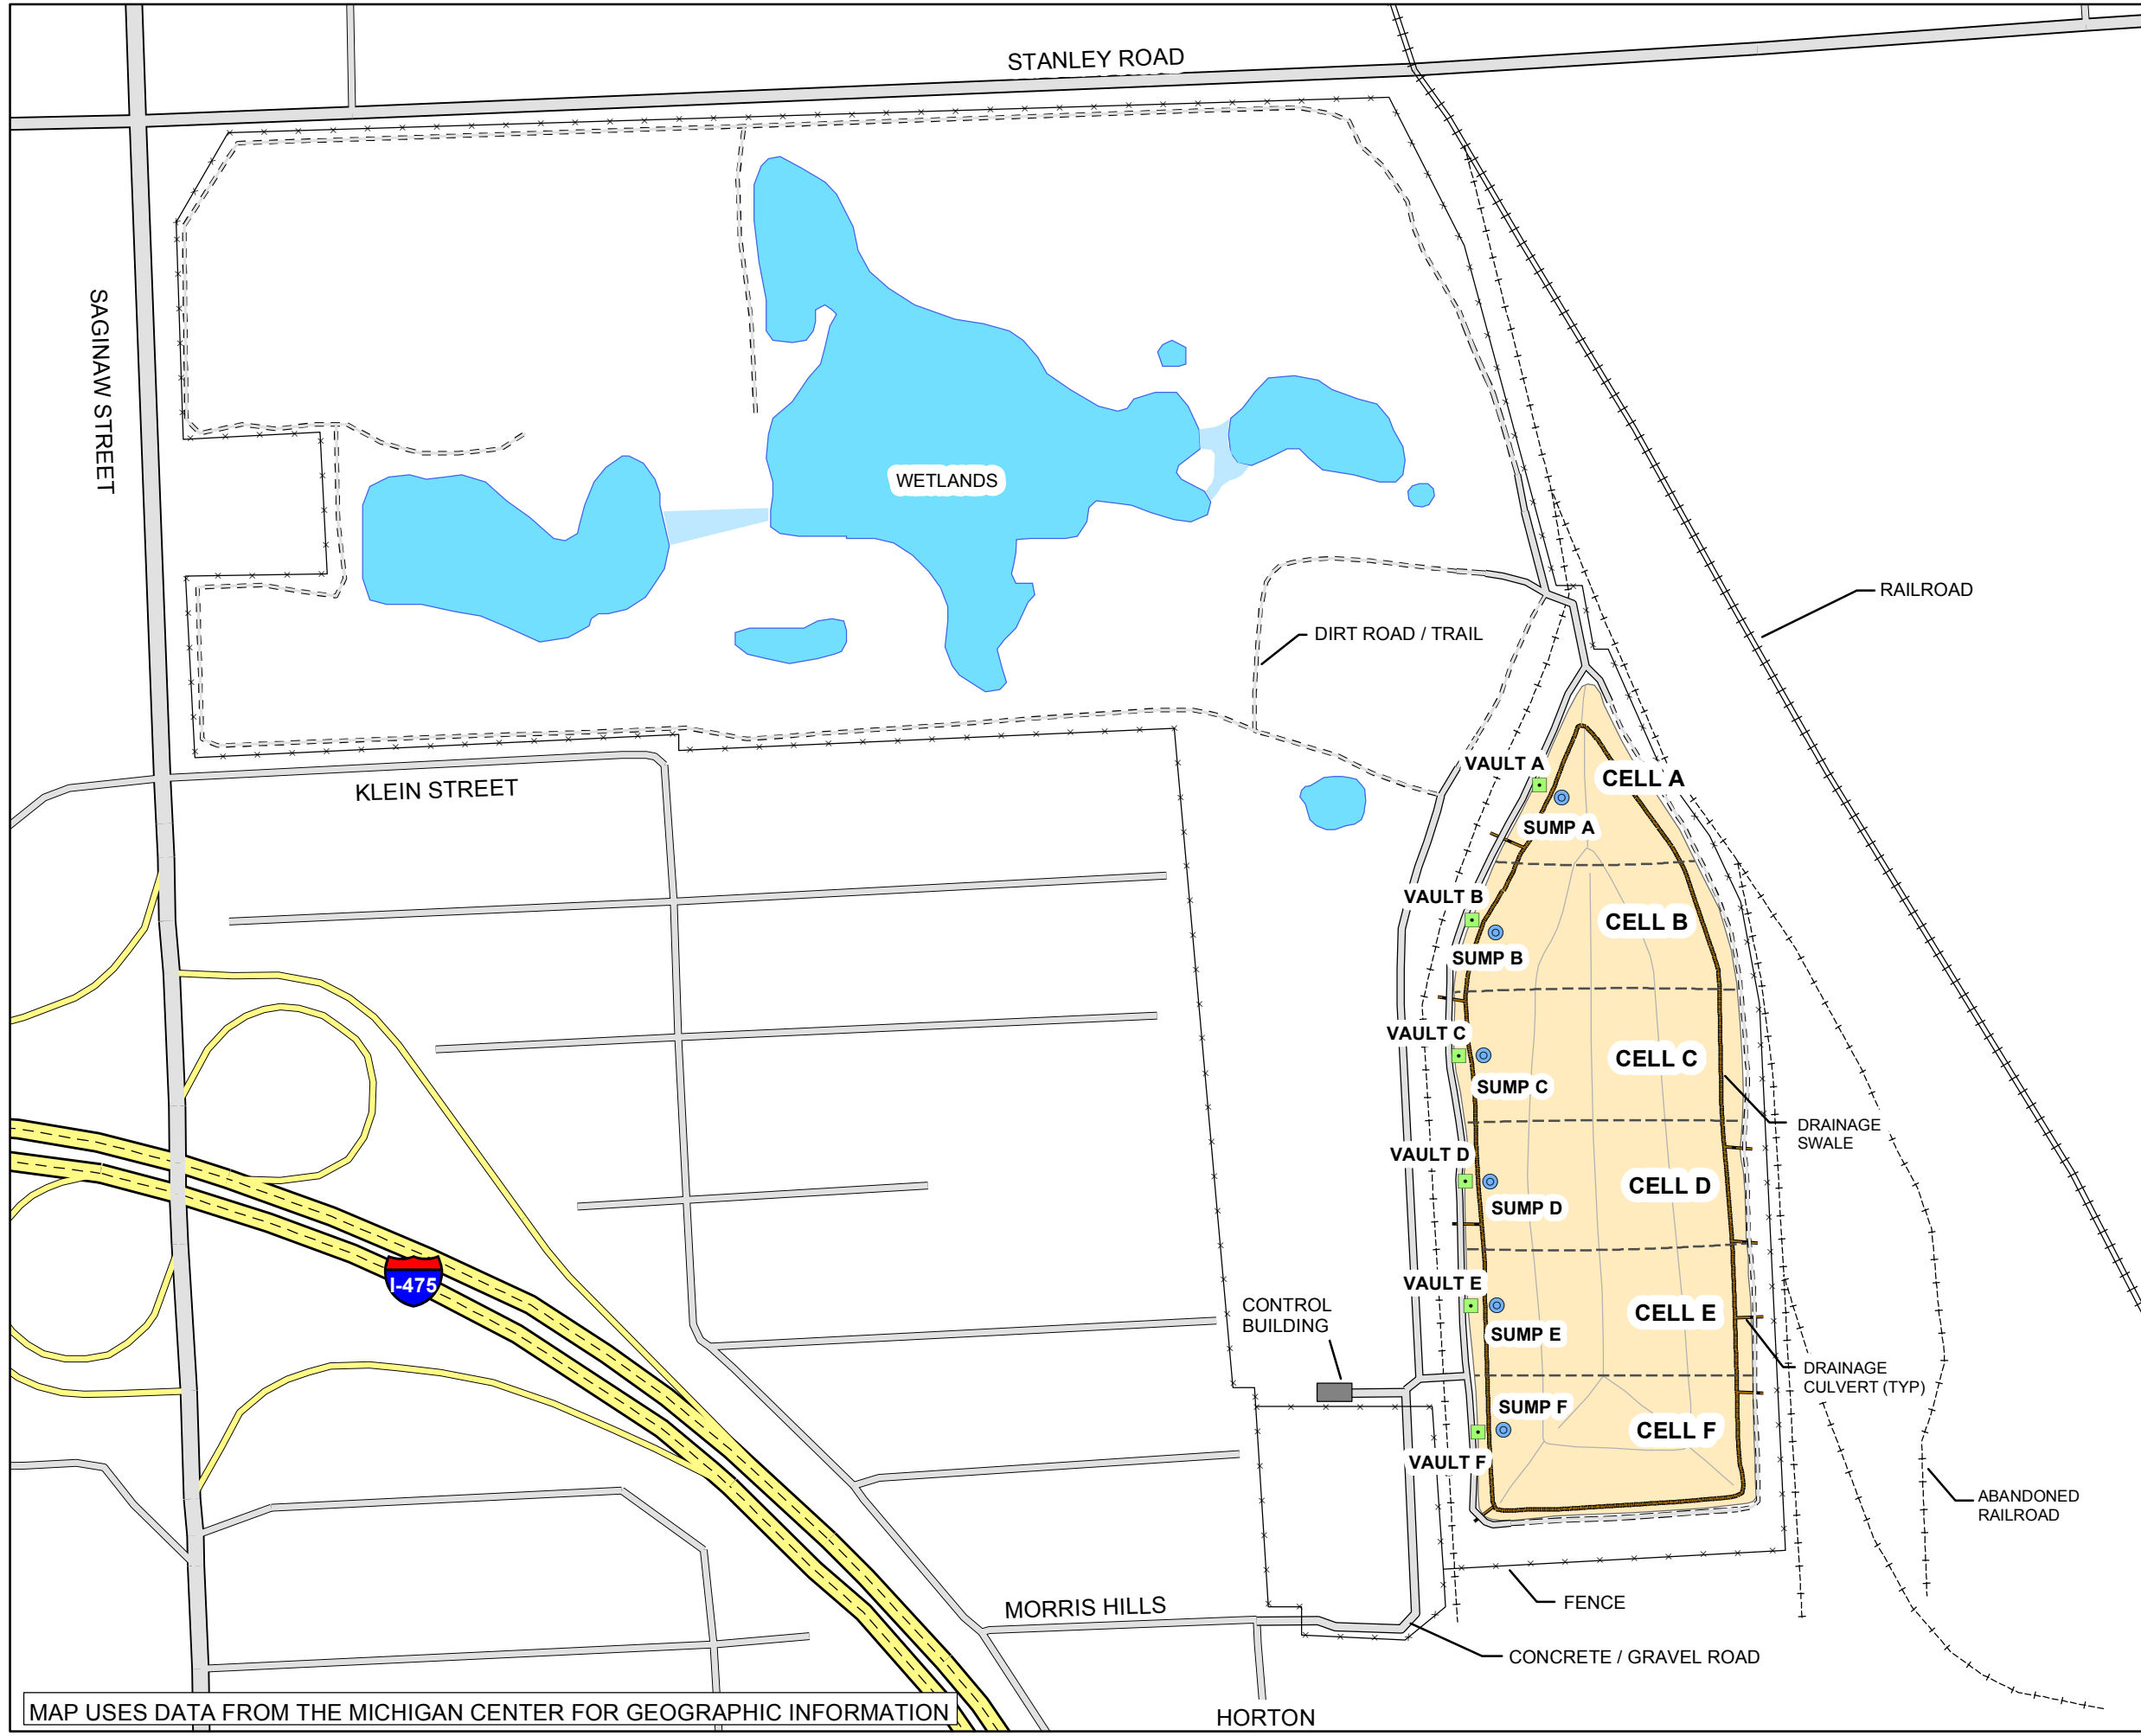 STANLEY ROAD
SAGINAW STREET
WETLANDS
RAILROAD
DIRT ROAD / TRAIL
KLEIN STREET
VAULT A
CELL A
SUMP A
VAULT B
CELL B
SUMP B
VAULT C
CELL C
SUMP C
DRAINAGE
SWALE
VAULT D
CELL D
SUMP D
I-475
VAULT E
CELL E
SUMP E
CONTROL
BUILDING
DRAINAGE
CULVERT (TYP)
SUMP F
CELL F
VAULT F
ABANDONED
RAILROAD
FENCE
MORRIS HILLS
CONCRETE / GRAVEL ROAD
MAP USES DATA FROM THE MICHIGAN CENTER FOR GEOGRAPHIC INFORMATION
HORTON